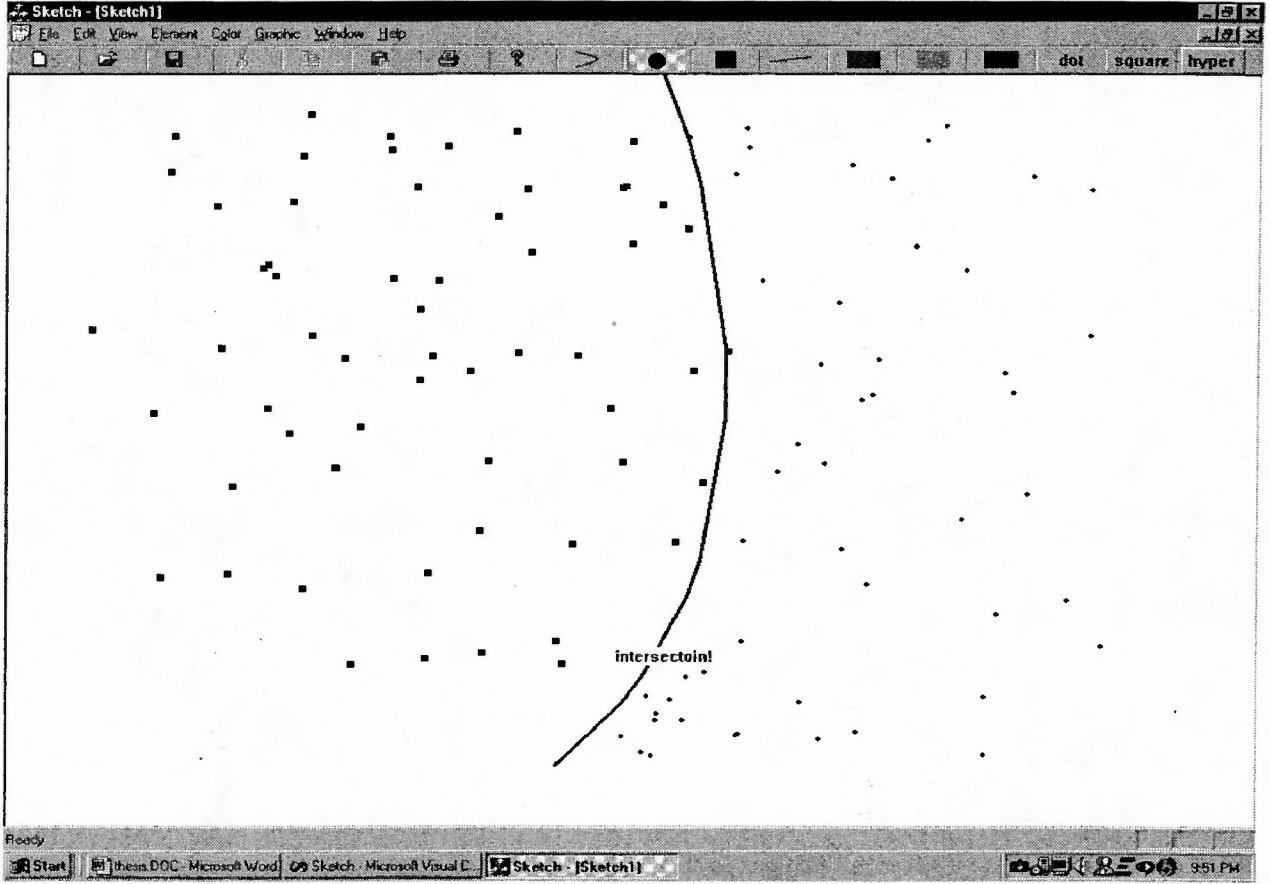 Sketch - [Sketch1]
File Edit View Element Color Graphic Window Help
dot square hyper
intersectoin!
Ready
Start thesis.DOC - Microsoft Word Sketch - Microsoft Visual C... Sketch - [Sketch1] 9:51 PM